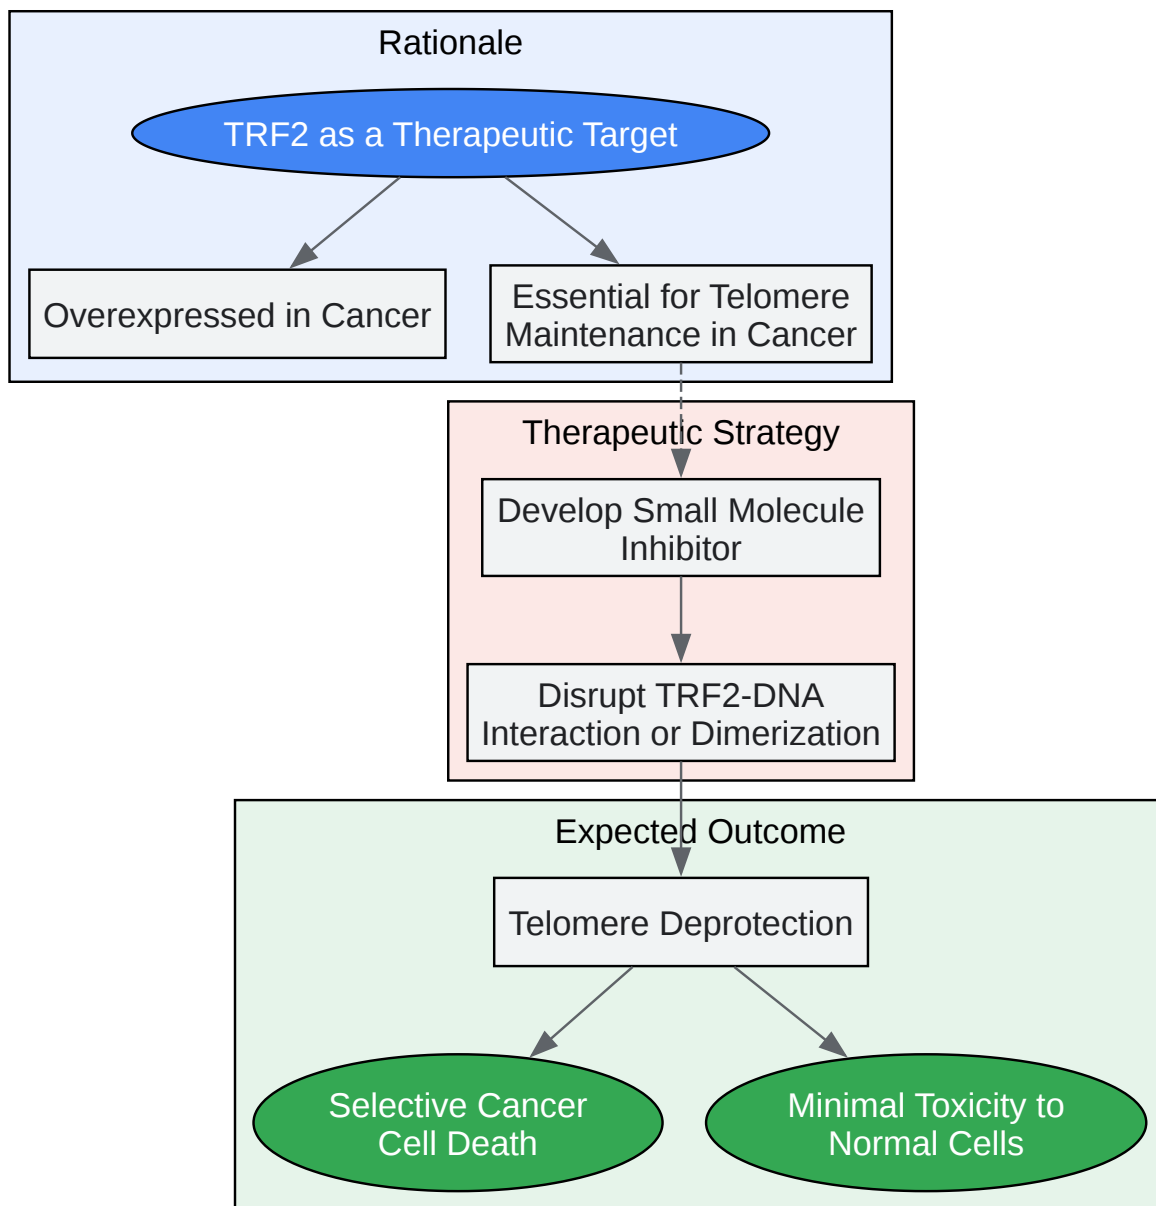 Rationale
TRF2 as a Therapeutic Target
Overexpressed in Cancer
Essential for Telomere
Maintenance in Cancer
Therapeutic Strategy
Develop Small Molecule
Inhibitor
Disrupt TRF2-DNA
Interaction or Dimerization
Expected Outcome
Telomere Deprotection
Selective Cancer
Cell Death
Minimal Toxicity to
Normal Cells